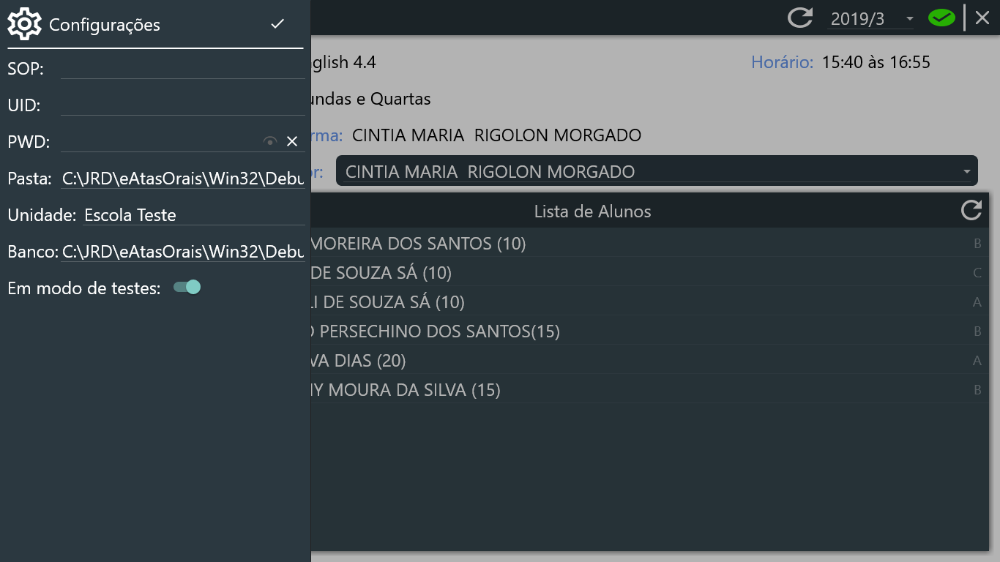 Configurações
2019/3
SOP:
UID:
PWD:
Pasta: C:\JRD\eAtasOrais\Win32\Debu
Unidade: Escola Teste
Banco: C:\JRD\eAtasOrais\Win32\Debu
Em modo de testes:
glish 4.4
Horário: 15:40 às 16:55
undas e Quartas
rma: CINTIA MARIA RIGOLON MORGADO
or: CINTIA MARIA RIGOLON MORGADO
Lista de Alunos
MOREIRA DOS SANTOS (10) B
DE SOUZA SÁ (10) C
LI DE SOUZA SÁ (10) A
O PERSECHINO DOS SANTOS(15) B
VA DIAS (20) A
NY MOURA DA SILVA (15) B